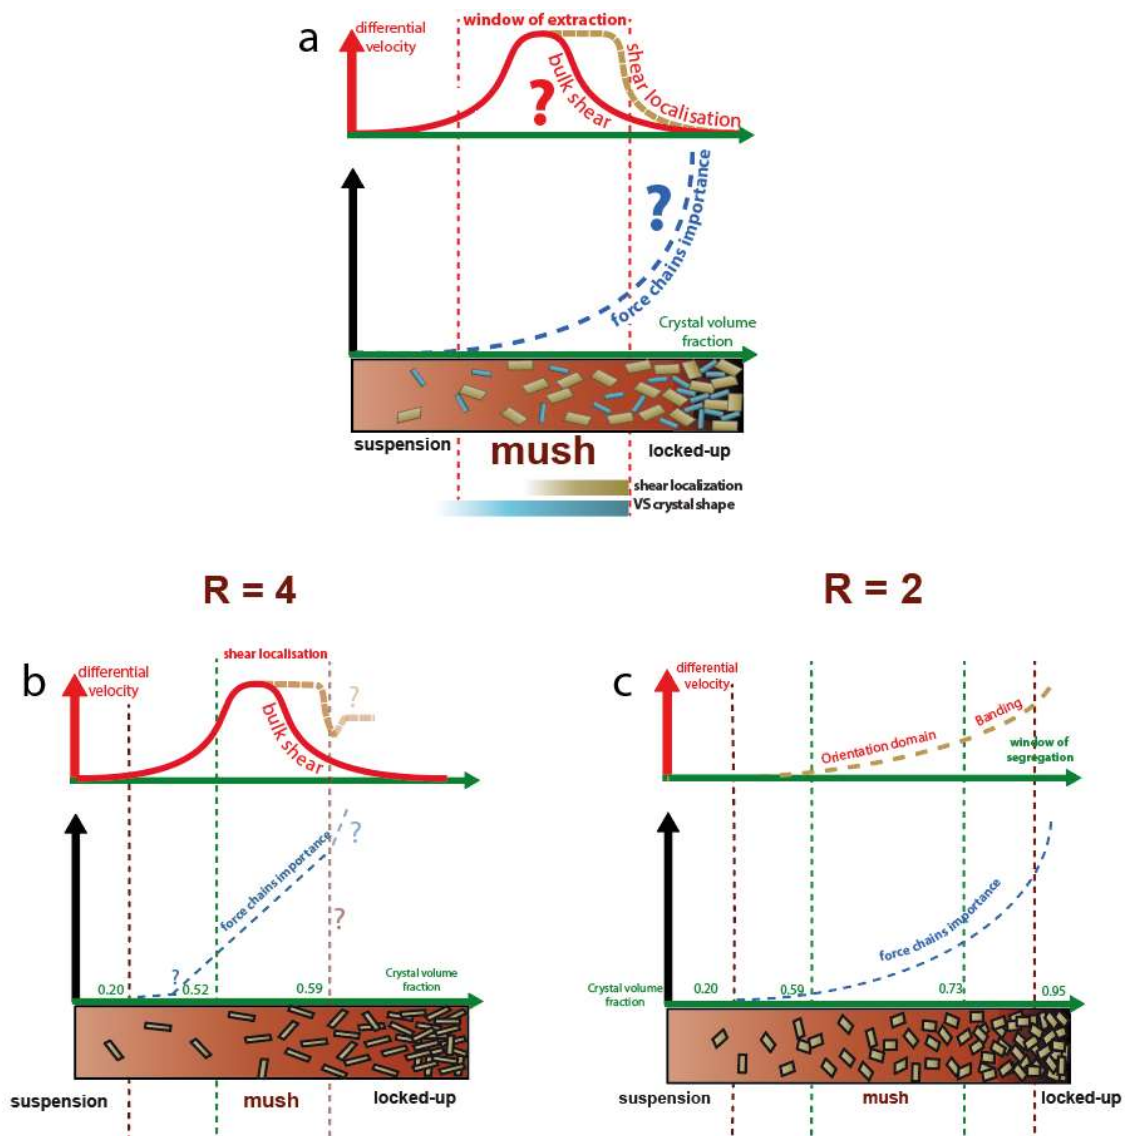 a
differential
velocity
window of extraction
bulk shear
shear localisation
?
?
force chains importance
Crystal volume
fraction
suspension
mush
locked-up
shear localization
VS crystal shape
R = 4
R = 2
b
differential
velocity
shear localisation
bulk shear
?
force chains importance
?
?
?
0.20
0.52
0.59
Crystal volume
fraction
suspension
mush
locked-up
c
differential
velocity
Orientation domain
Banding
window of
segregation
force chains importance
Crystal volume
fraction
0.20
0.59
0.73
0.95
suspension
mush
locked-up